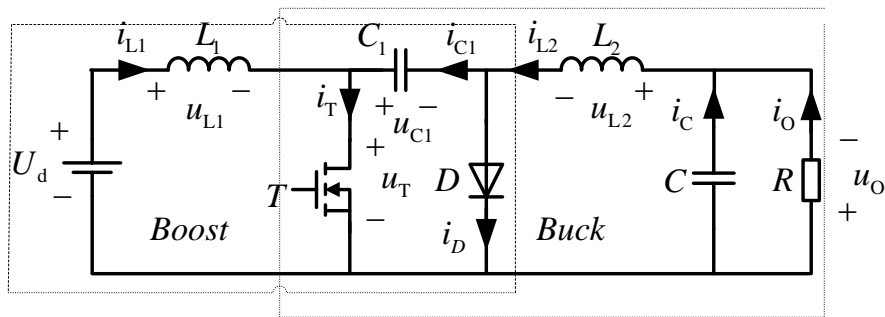 i_L1 L_1 C_1 i_C1 i_L2 L_2
+ − + − − +
u_L1 i_T u_C1 u_L2 i_C i_O
+ U_d − T + u_T − D C R − u_O +
Boost i_D Buck